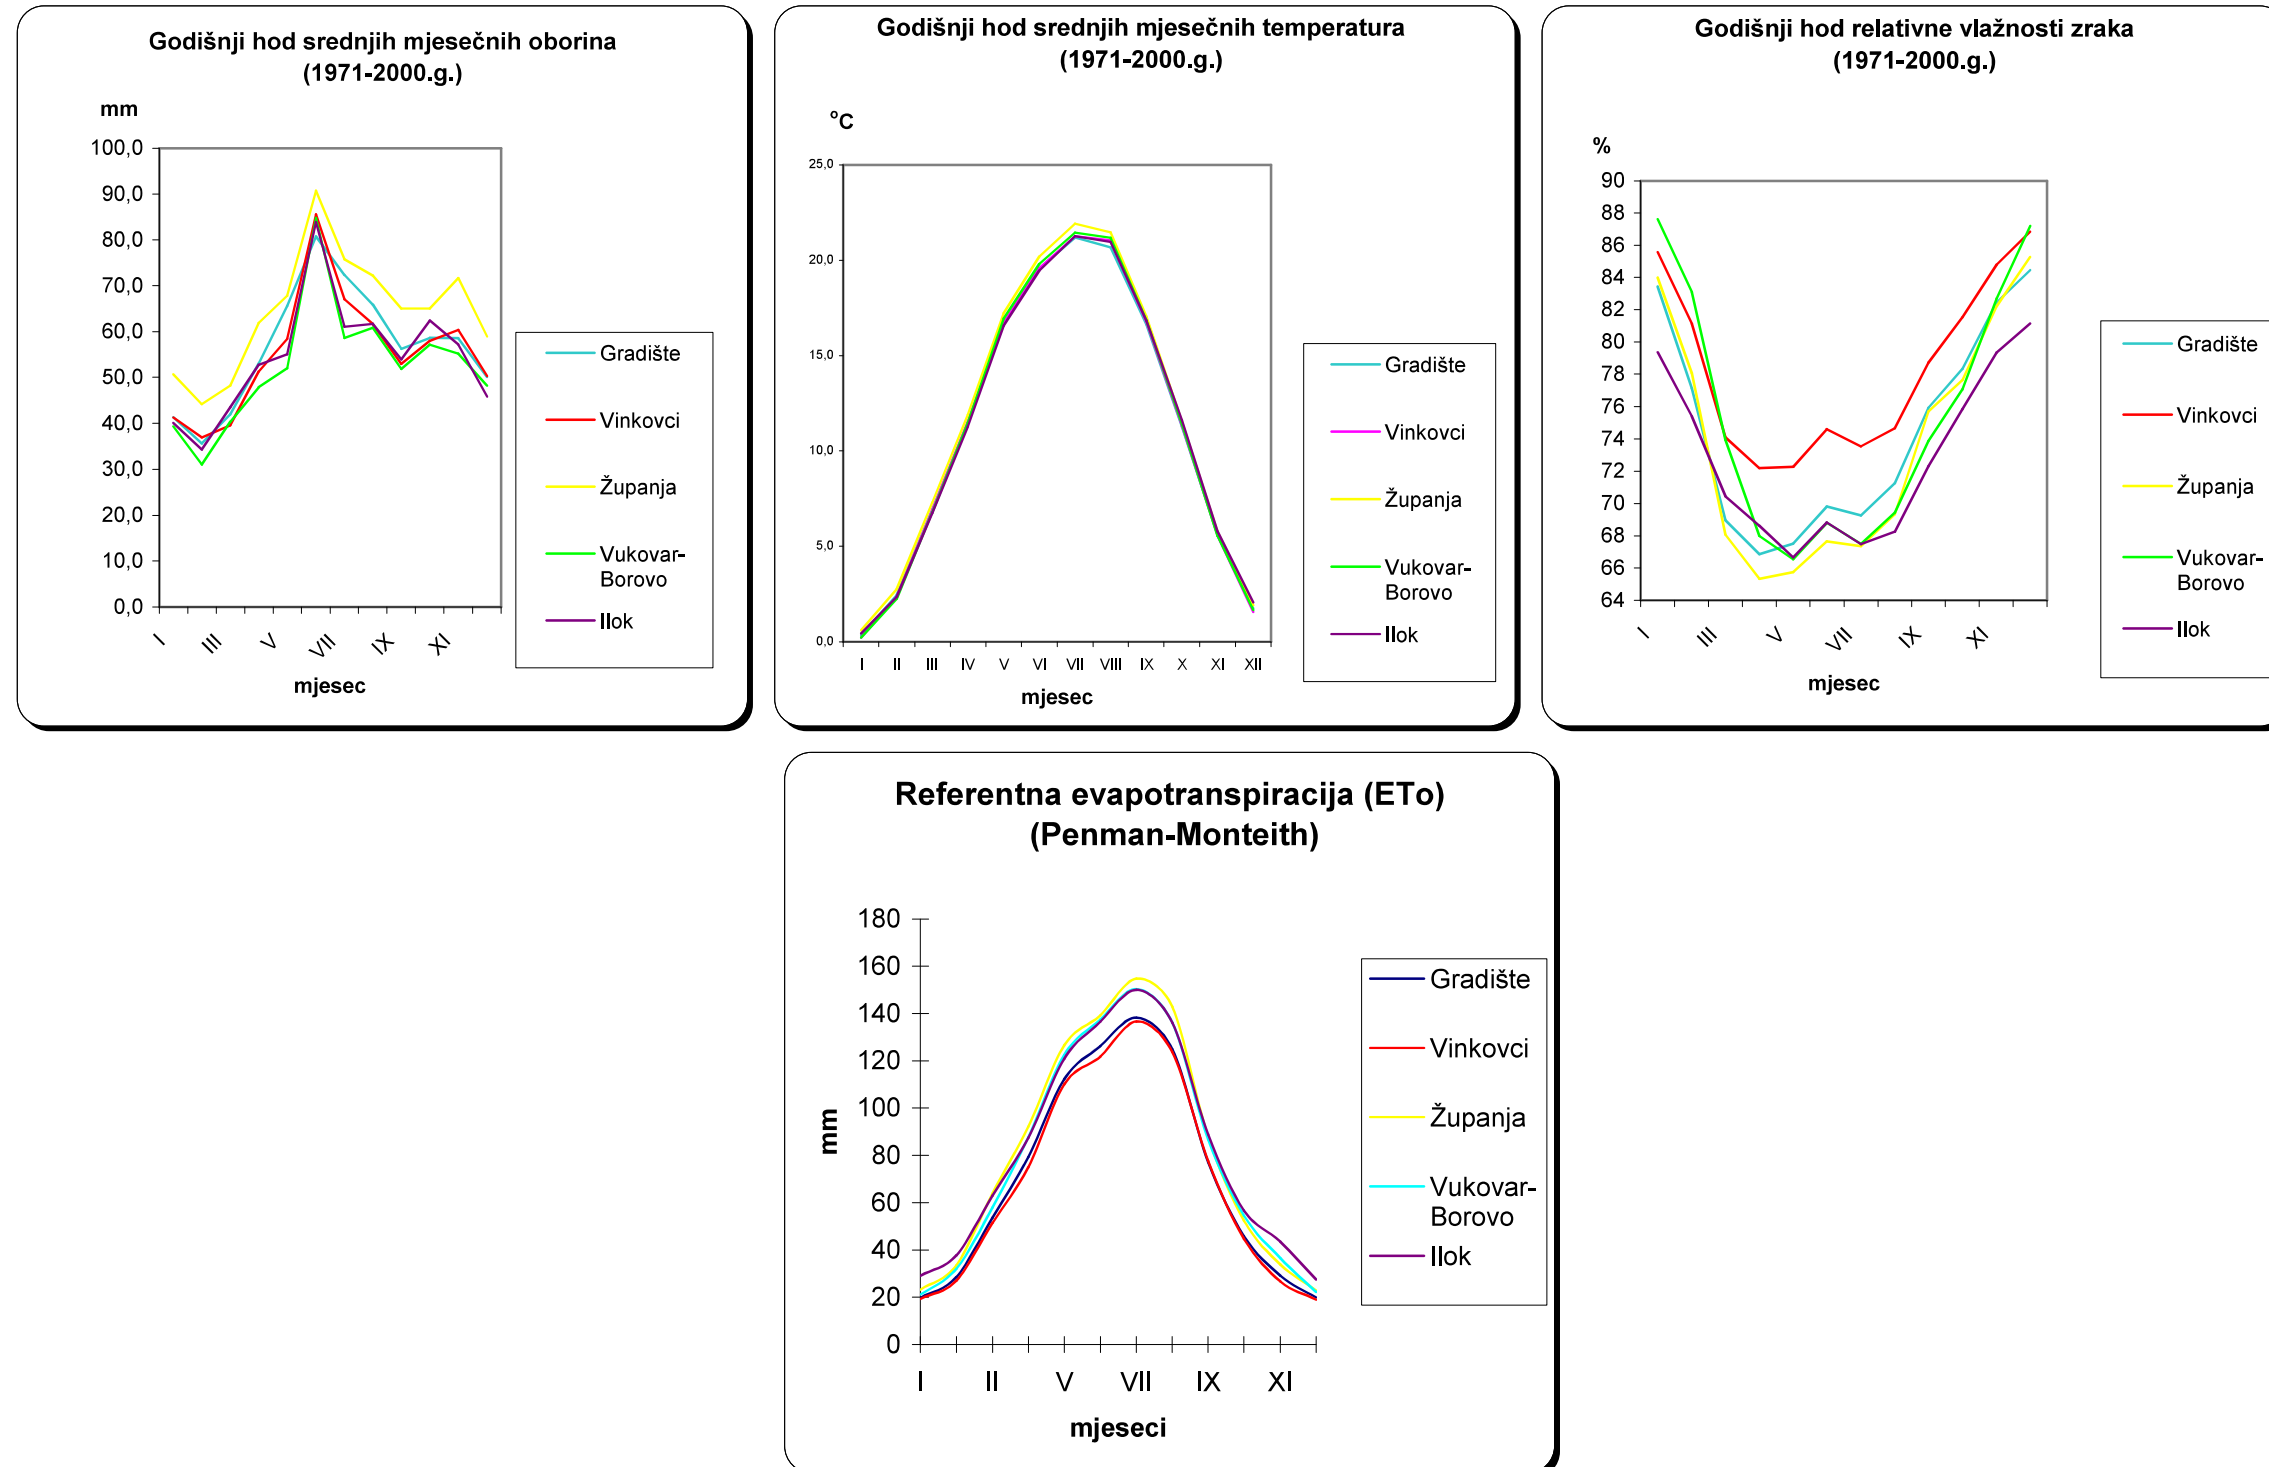 Godišnji hod srednjih mjesečnih oborina
(1971-2000.g.)
mm
100,0
90,0
80,0
70,0
60,0
50,0
40,0
30,0
20,0
10,0
0,0
I
III
V
VII
IX
XI
mjesec
Gradište
Vinkovci
Županja
Vukovar-
Borovo
Ilok
Godišnji hod srednjih mjesečnih temperatura
(1971-2000.g.)
°C
25,0
20,0
15,0
10,0
5,0
0,0
I
II
III
IV
V
VI
VII
VIII
IX
X
XI
XII
mjesec
Gradište
Vinkovci
Županja
Vukovar-
Borovo
Ilok
Godišnji hod relativne vlažnosti zraka
(1971-2000.g.)
%
90
88
86
84
82
80
78
76
74
72
70
68
66
64
I
III
V
VII
IX
XI
mjesec
Gradište
Vinkovci
Županja
Vukovar-
Borovo
Ilok
Referentna evapotranspiracija (ETo)
(Penman-Monteith)
mm
180
160
140
120
100
80
60
40
20
0
I
II
V
VII
IX
XI
mjeseci
Gradište
Vinkovci
Županja
Vukovar-
Borovo
Ilok